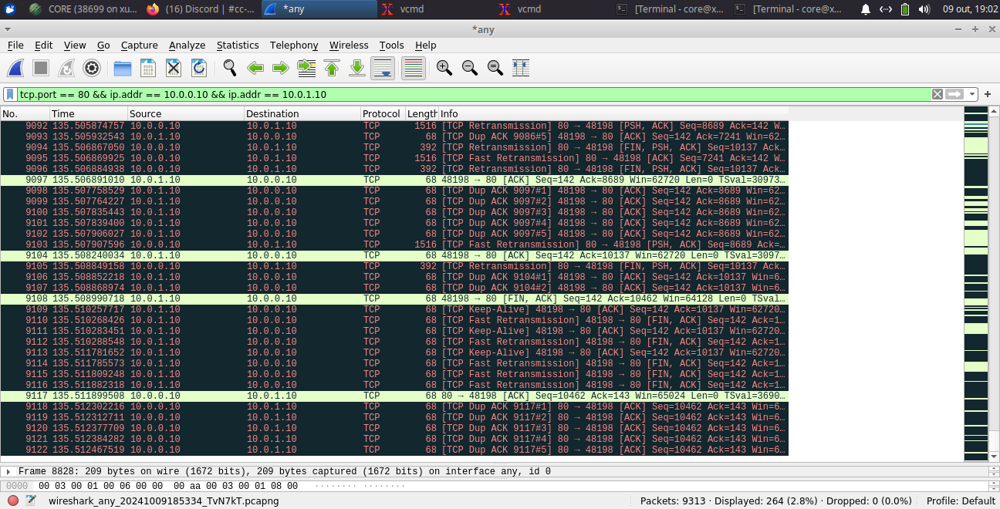 CORE (38699 on xu...
(16) Discord | #cc-...
*any
vcmd
vcmd
[Terminal - core@x...
[Terminal - core@x...
09 out, 19:02
*any
File Edit View Go Capture Analyze Statistics Telephony Wireless Tools Help
tcp.port == 80 && ip.addr == 10.0.0.10 && ip.addr == 10.0.1.10
No. Time Source Destination Protocol Length Info
9092 135.505874757 10.0.0.10 10.0.1.10 TCP 1516 [TCP Retransmission] 80 → 48198 [PSH, ACK] Seq=8689 Ack=142 W…
9093 135.505932543 10.0.1.10 10.0.0.10 TCP 68 [TCP Dup ACK 9086#5] 48198 → 80 [ACK] Seq=142 Ack=7241 Win=62…
9094 135.506867050 10.0.0.10 10.0.1.10 TCP 392 [TCP Retransmission] 80 → 48198 [FIN, PSH, ACK] Seq=10137 Ack…
9095 135.506869925 10.0.0.10 10.0.1.10 TCP 1516 [TCP Fast Retransmission] 80 → 48198 [ACK] Seq=7241 Ack=142 W…
9096 135.506884938 10.0.0.10 10.0.1.10 TCP 392 [TCP Retransmission] 80 → 48198 [FIN, PSH, ACK] Seq=10137 Ack…
9097 135.506891010 10.0.1.10 10.0.0.10 TCP 68 48198 → 80 [ACK] Seq=142 Ack=8689 Win=62720 Len=0 TSval=30973…
9098 135.507758529 10.0.1.10 10.0.0.10 TCP 68 [TCP Dup ACK 9097#1] 48198 → 80 [ACK] Seq=142 Ack=8689 Win=62…
9099 135.507764227 10.0.1.10 10.0.0.10 TCP 68 [TCP Dup ACK 9097#2] 48198 → 80 [ACK] Seq=142 Ack=8689 Win=62…
9100 135.507835443 10.0.1.10 10.0.0.10 TCP 68 [TCP Dup ACK 9097#3] 48198 → 80 [ACK] Seq=142 Ack=8689 Win=62…
9101 135.507839400 10.0.1.10 10.0.0.10 TCP 68 [TCP Dup ACK 9097#4] 48198 → 80 [ACK] Seq=142 Ack=8689 Win=62…
9102 135.507906027 10.0.1.10 10.0.0.10 TCP 68 [TCP Dup ACK 9097#5] 48198 → 80 [ACK] Seq=142 Ack=8689 Win=62…
9103 135.507907596 10.0.0.10 10.0.1.10 TCP 1516 [TCP Fast Retransmission] 80 → 48198 [PSH, ACK] Seq=8689 Ack…
9104 135.508240034 10.0.1.10 10.0.0.10 TCP 68 48198 → 80 [ACK] Seq=142 Ack=10137 Win=62720 Len=0 TSval=3097…
9105 135.508849158 10.0.0.10 10.0.1.10 TCP 392 [TCP Retransmission] 80 → 48198 [FIN, PSH, ACK] Seq=10137 Ack…
9106 135.508852218 10.0.1.10 10.0.0.10 TCP 68 [TCP Dup ACK 9104#1] 48198 → 80 [ACK] Seq=142 Ack=10137 Win=6…
9107 135.508868974 10.0.1.10 10.0.0.10 TCP 68 [TCP Dup ACK 9104#2] 48198 → 80 [ACK] Seq=142 Ack=10137 Win=6…
9108 135.508990718 10.0.1.10 10.0.0.10 TCP 68 48198 → 80 [FIN, ACK] Seq=142 Ack=10462 Win=64128 Len=0 TSval…
9109 135.510257717 10.0.1.10 10.0.0.10 TCP 68 [TCP Keep-Alive] 48198 → 80 [ACK] Seq=142 Ack=10137 Win=62720…
9110 135.510268426 10.0.1.10 10.0.0.10 TCP 68 [TCP Fast Retransmission] 48198 → 80 [FIN, ACK] Seq=142 Ack=1…
9111 135.510283451 10.0.1.10 10.0.0.10 TCP 68 [TCP Keep-Alive] 48198 → 80 [ACK] Seq=142 Ack=10137 Win=62720…
9112 135.510288548 10.0.1.10 10.0.0.10 TCP 68 [TCP Fast Retransmission] 48198 → 80 [FIN, ACK] Seq=142 Ack=1…
9113 135.511781652 10.0.1.10 10.0.0.10 TCP 68 [TCP Keep-Alive] 48198 → 80 [ACK] Seq=142 Ack=10137 Win=62720…
9114 135.511785573 10.0.1.10 10.0.0.10 TCP 68 [TCP Fast Retransmission] 48198 → 80 [FIN, ACK] Seq=142 Ack=1…
9115 135.511809248 10.0.1.10 10.0.0.10 TCP 68 [TCP Fast Retransmission] 48198 → 80 [FIN, ACK] Seq=142 Ack=1…
9116 135.511882318 10.0.1.10 10.0.0.10 TCP 68 [TCP Fast Retransmission] 48198 → 80 [FIN, ACK] Seq=142 Ack=1…
9117 135.511899508 10.0.0.10 10.0.1.10 TCP 68 80 → 48198 [ACK] Seq=10462 Ack=143 Win=65024 Len=0 TSval=3690…
9118 135.512302216 10.0.0.10 10.0.1.10 TCP 68 [TCP Dup ACK 9117#1] 80 → 48198 [ACK] Seq=10462 Ack=143 Win=6…
9119 135.512312711 10.0.0.10 10.0.1.10 TCP 68 [TCP Dup ACK 9117#2] 80 → 48198 [ACK] Seq=10462 Ack=143 Win=6…
9120 135.512377709 10.0.0.10 10.0.1.10 TCP 68 [TCP Dup ACK 9117#3] 80 → 48198 [ACK] Seq=10462 Ack=143 Win=6…
9121 135.512384282 10.0.0.10 10.0.1.10 TCP 68 [TCP Dup ACK 9117#4] 80 → 48198 [ACK] Seq=10462 Ack=143 Win=6…
9122 135.512467519 10.0.0.10 10.0.1.10 TCP 68 [TCP Dup ACK 9117#5] 80 → 48198 [ACK] Seq=10462 Ack=143 Win=6…
Frame 8828: 209 bytes on wire (1672 bits), 209 bytes captured (1672 bits) on interface any, id 0
0000 00 03 00 01 00 06 00 00 00 aa 00 03 00 01 08 00 ········ ········
wireshark_any_20241009185334_TvN7kT.pcapng
Packets: 9313 · Displayed: 264 (2.8%) · Dropped: 0 (0.0%)
Profile: Default